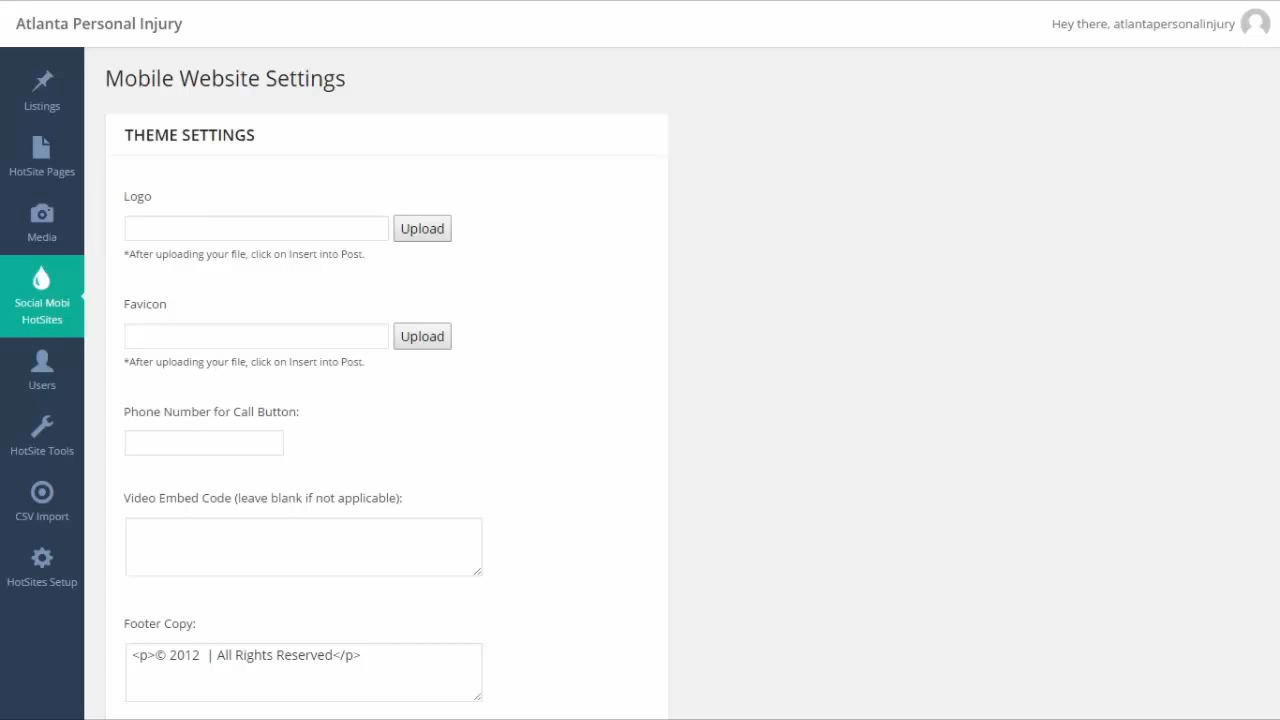 Atlanta Personal Injury
Hey there, atlantapersonalinjury
Listings
HotSite Pages
Media
Social Mobi
HotSites
Users
HotSite Tools
CSV Import
HotSites Setup
Mobile Website Settings
THEME SETTINGS
Logo
Upload
*After uploading your file, click on Insert into Post.
Favicon
Upload
*After uploading your file, click on Insert into Post.
Phone Number for Call Button:
Video Embed Code (leave blank if not applicable):
Footer Copy:
<p>© 2012  | All Rights Reserved</p>